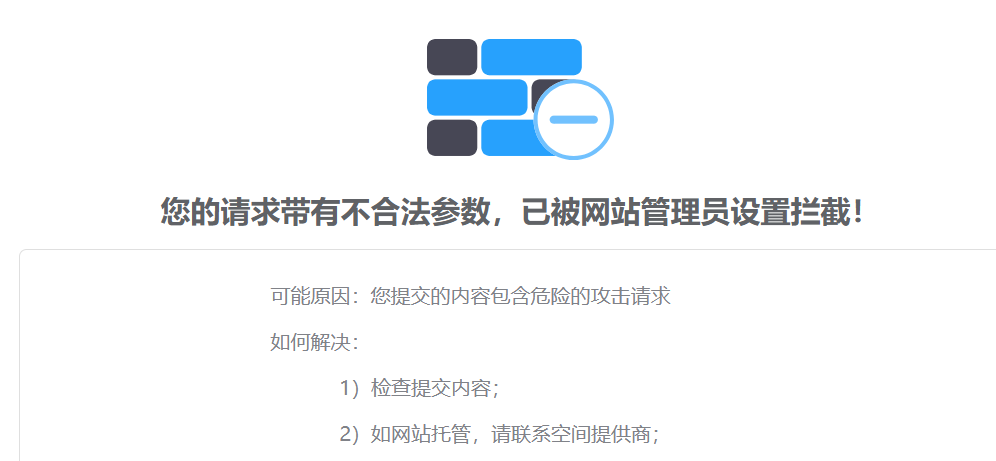 您的请求带有不合法参数，已被网站管理员设置拦截！
可能原因：您提交的内容包含危险的攻击请求
如何解决：
1）检查提交内容；
2）如网站托管，请联系空间提供商；